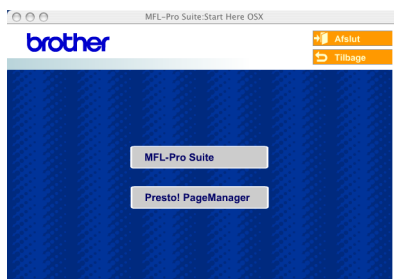 MFL-Pro Suite:Start Here OSX
brother
Afslut
Tilbage
MFL-Pro Suite
Presto! PageManager